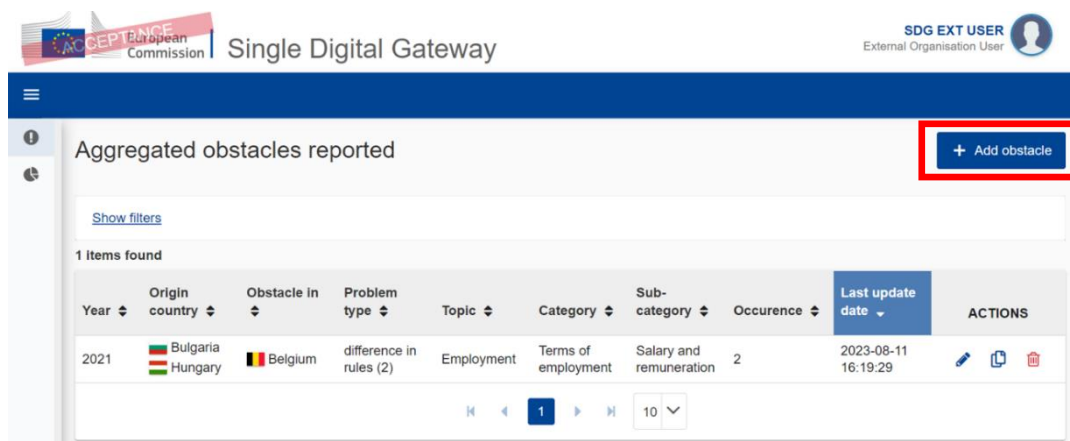 ACCEPTANCE
European
Commission
Single Digital Gateway
SDG EXT USER
External Organisation User
Aggregated obstacles reported
+ Add obstacle
Show filters
1 items found
Year
Origin country
Obstacle in
Problem type
Topic
Category
Sub-category
Occurence
Last update date
ACTIONS
2021
Bulgaria
Hungary
Belgium
difference in rules (2)
Employment
Terms of employment
Salary and remuneration
2
2023-08-11 16:19:29
1
10